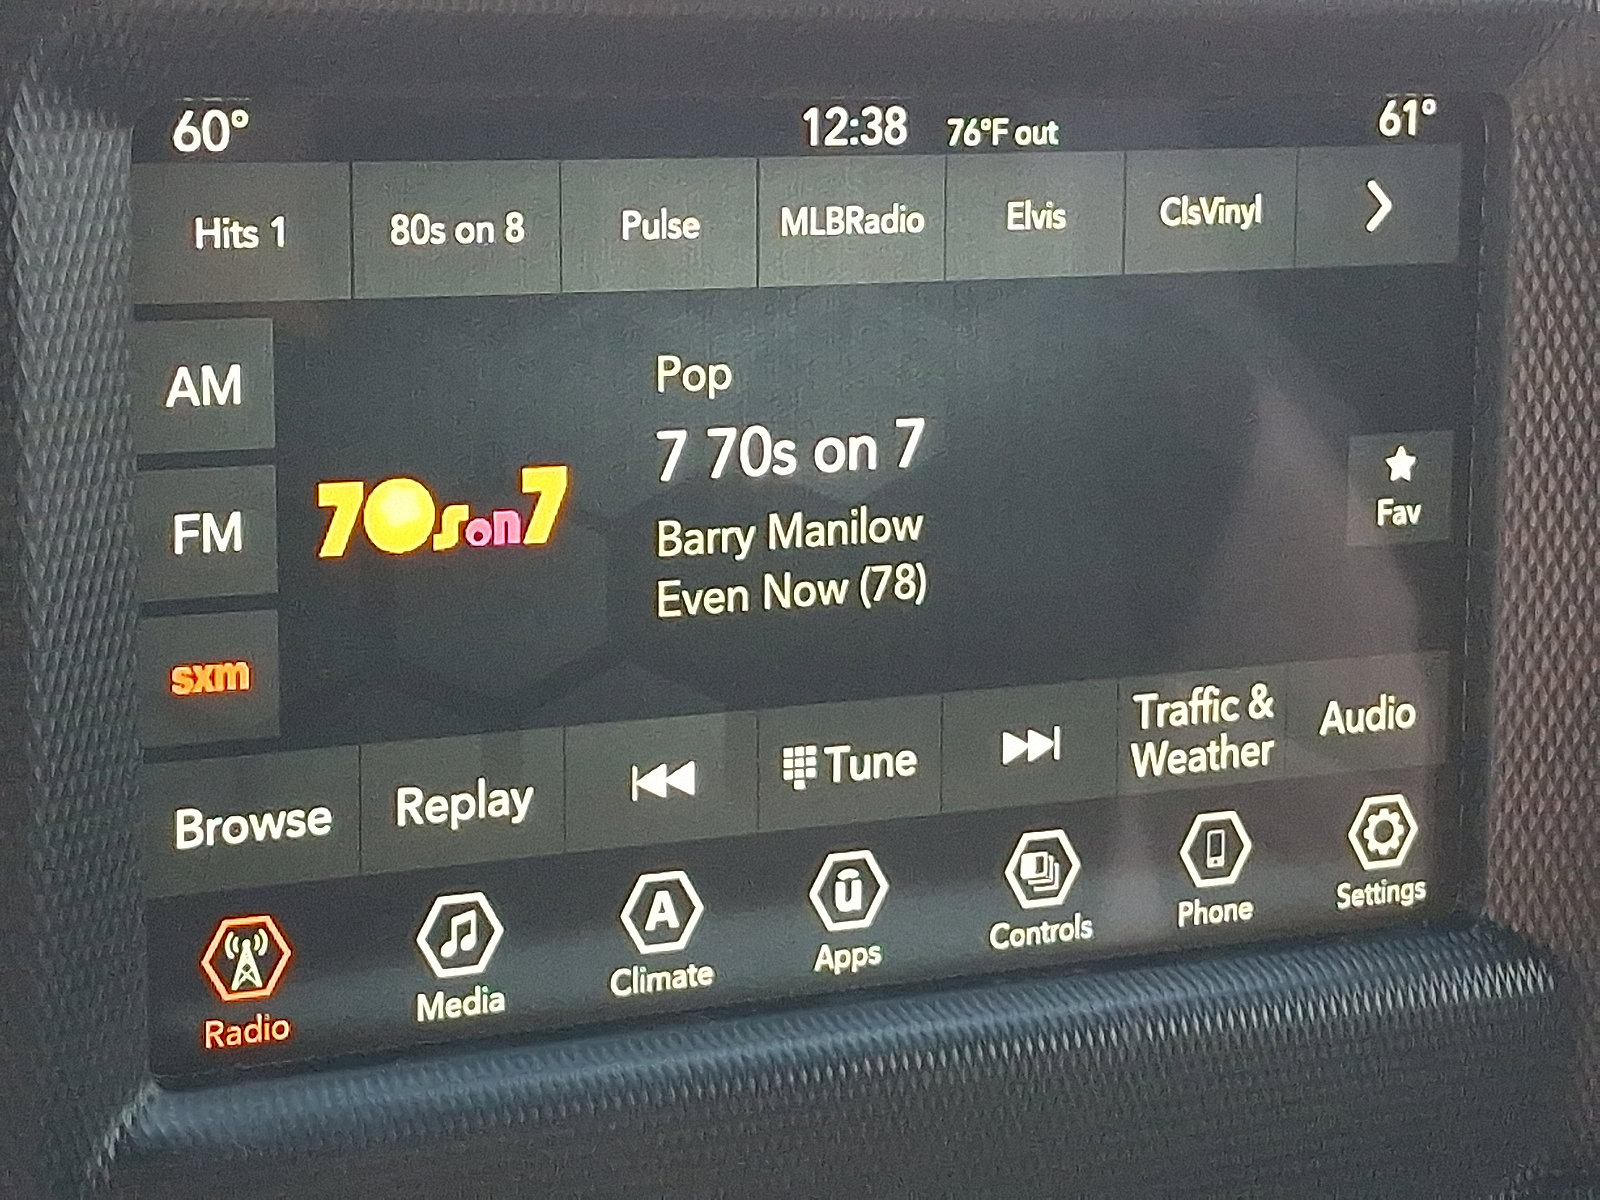 60° 12:38 76°F out 61°
Hits 1 80s on 8 Pulse MLBRadio Elvis ClsVinyl
AM
Pop
7 70s on 7
Fav
FM
70s on 7
Barry Manilow
Even Now (78)
sxm
Browse Replay Tune Traffic & Weather Audio
Radio Media A Climate ū Apps Controls Phone Settings